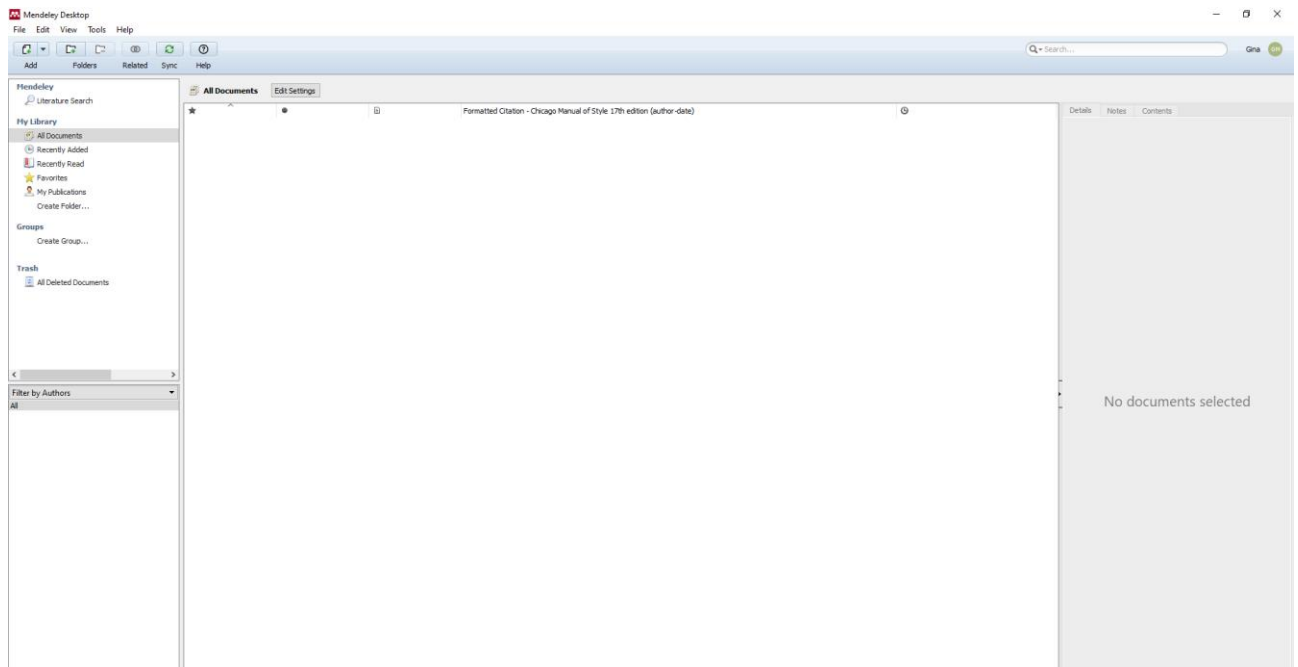 Mendeley Desktop
File Edit View Tools Help
Add Folders Related Sync Help
Search...
Gina GH
Mendeley
Literature Search
My Library
All Documents
Recently Added
Recently Read
Favorites
My Publications
Create Folder...
Groups
Create Group...
Trash
All Deleted Documents
Filter by Authors
All
All Documents Edit Settings
Formatted Citation - Chicago Manual of Style 17th edition (author-date)
Details Notes Contents
No documents selected